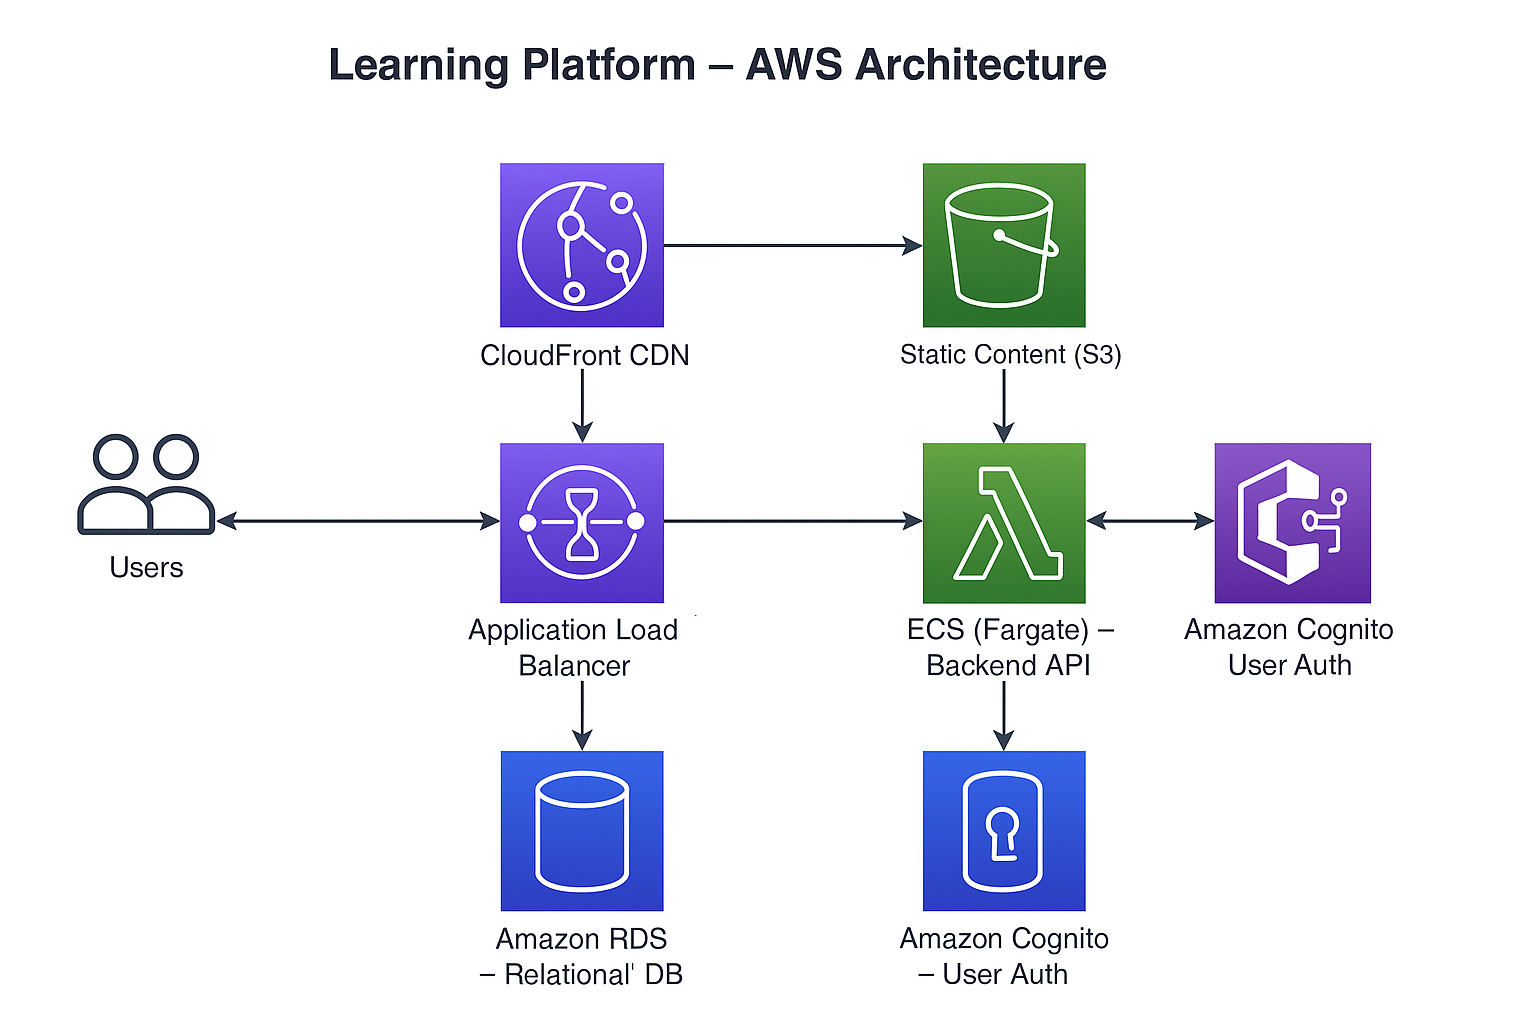 Learning Platform – AWS Architecture
CloudFront CDN
Static Content (S3)
Users
Application Load
Balancer
ECS (Fargate) –
Backend API
Amazon Cognito
User Auth
Amazon RDS
– Relational' DB
Amazon Cognito
– User Auth